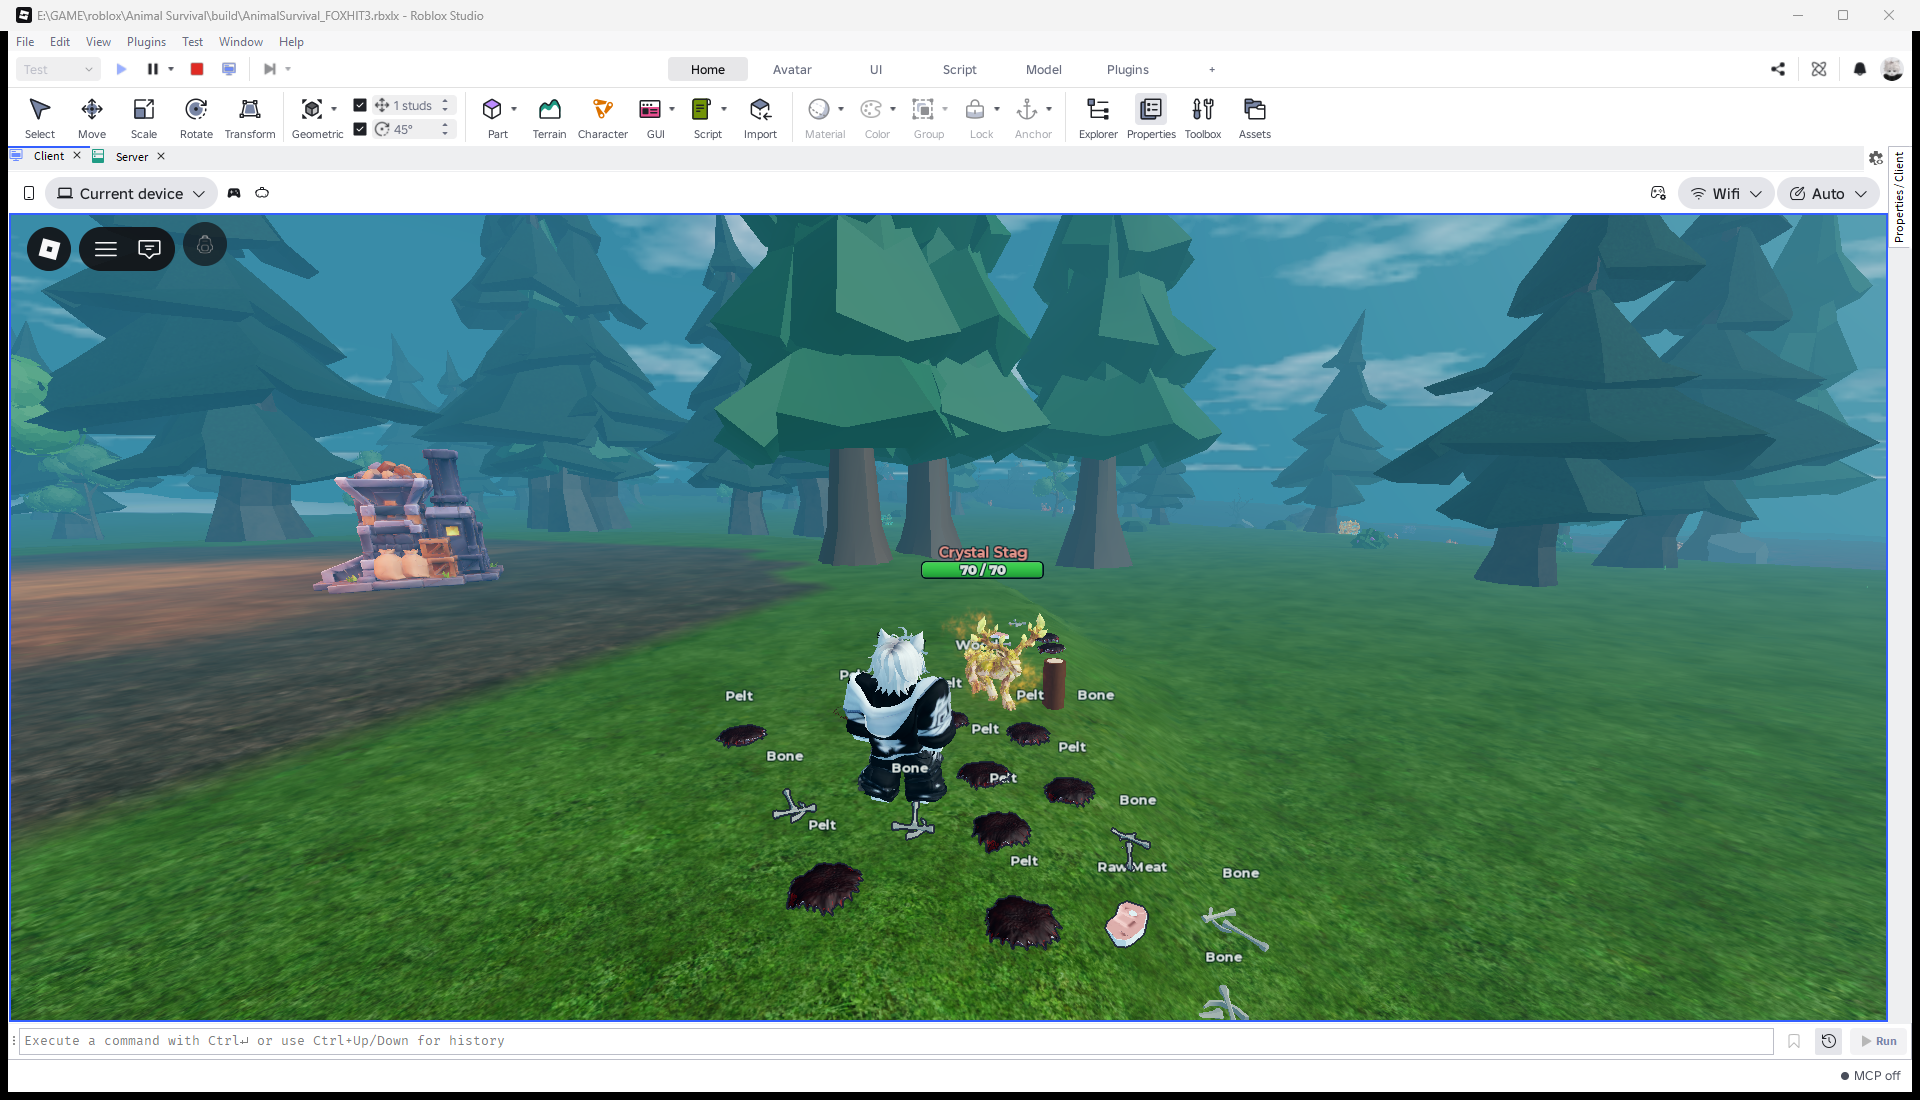 E:\GAME\roblox\Animal Survival\build\AnimalSurvival_FOXHIT3.rbxlx - Roblox Studio
File Edit View Plugins Test Window Help
Test Home Avatar UI Script Model Plugins +
1 studs
45°
Select Move Scale Rotate Transform Geometric Part Terrain Character GUI Script Import Material Color Group Lock Anchor Explorer Properties Toolbox Assets
Client Server
Properties / Client
Current device Wifi Auto
Crystal Stag
70 / 70
Pelt
Bone
Pelt
Pelt
Bone
Pelt
Bone
Pelt
Pelt
Bone
Pelt
Pelt
Raw Meat
Bone
Bone
Execute a command with Ctrl↵ or use Ctrl+Up/Down for history
Run
MCP off